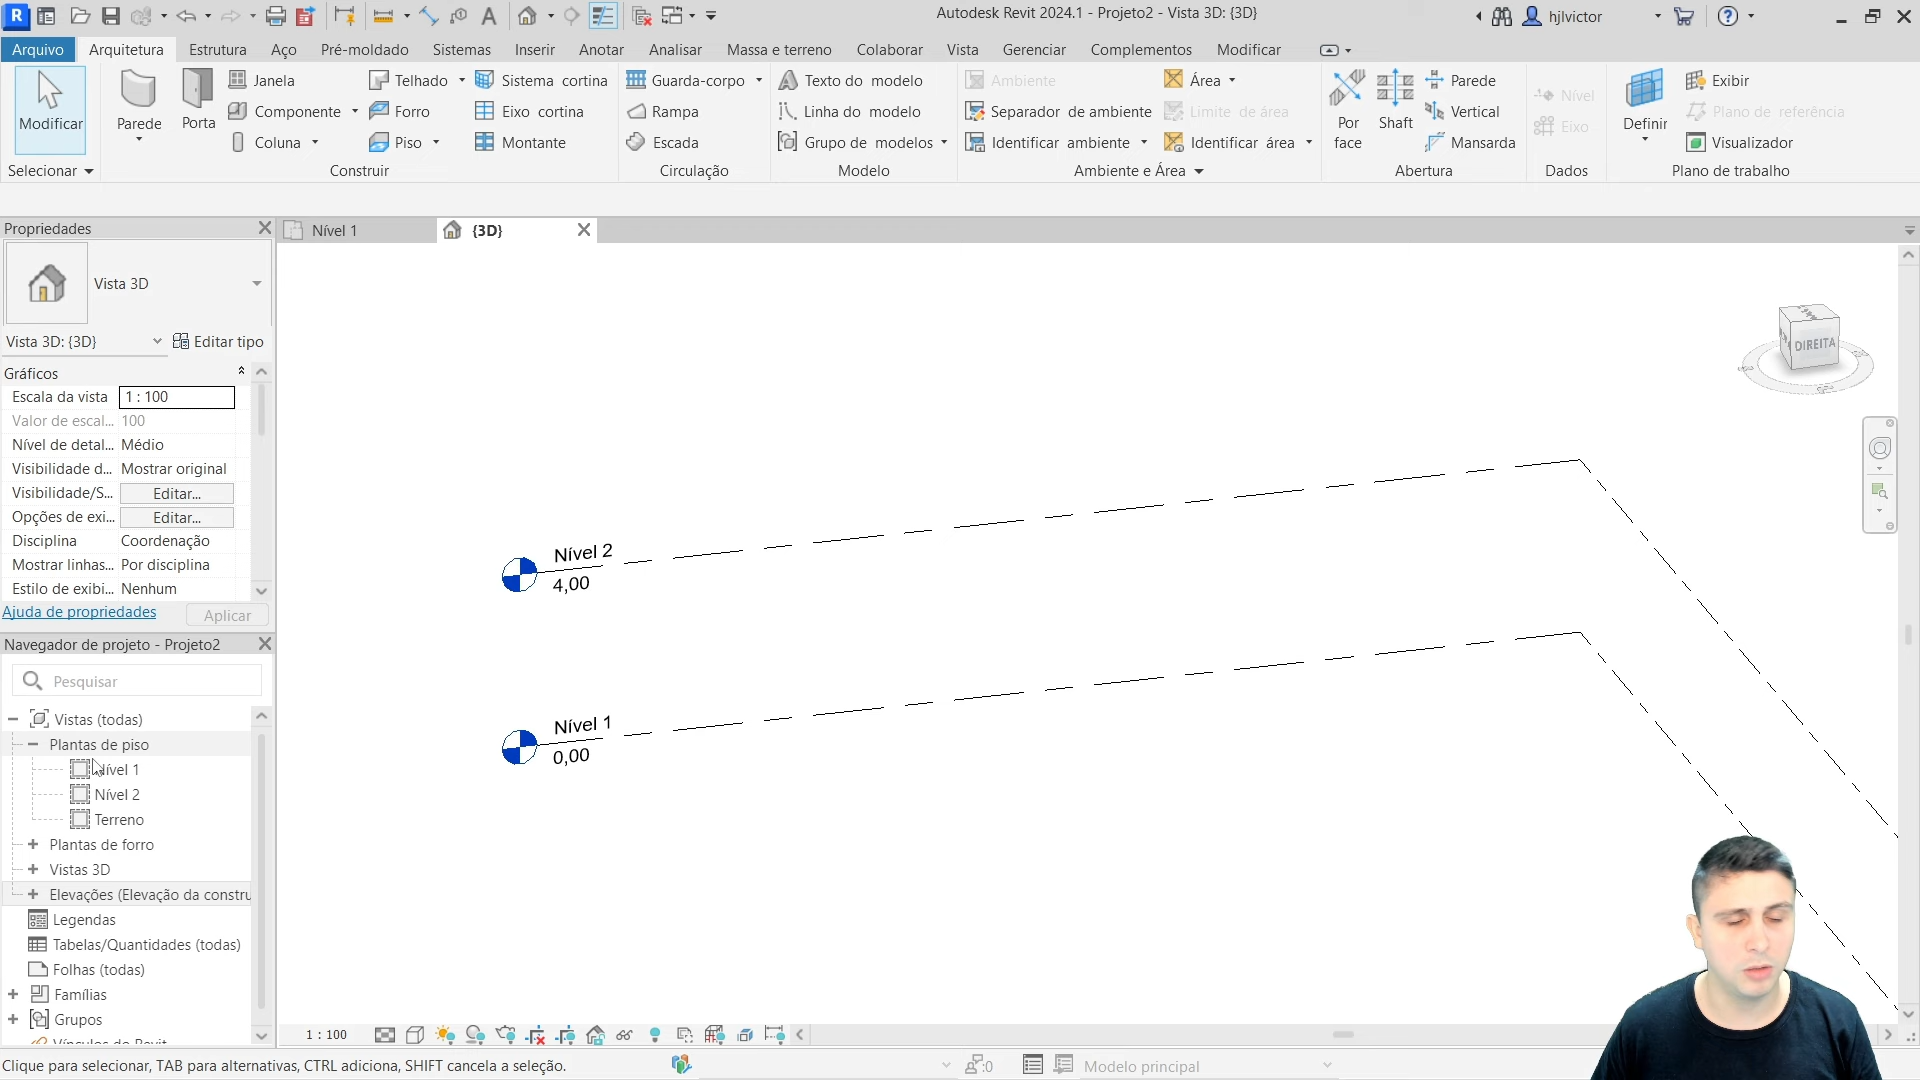 Autodesk Revit 2024.1 - Projeto2 - Vista 3D: {3D}
hjlvictor
Arquivo Arquitetura Estrutura Aço Pré-moldado Sistemas Inserir Anotar Analisar Massa e terreno Colaborar Vista Gerenciar Complementos Modificar
Modificar
Selecionar
Parede
Porta
Janela
Componente
Coluna
Telhado
Forro
Piso
Sistema cortina
Eixo cortina
Montante
Construir
Guarda-corpo
Rampa
Escada
Circulação
Texto do modelo
Linha do modelo
Grupo de modelos
Modelo
Ambiente
Separador de ambiente
Identificar ambiente
Área
Limite de área
Identificar área
Ambiente e Área
Por face
Shaft
Parede
Vertical
Mansarda
Abertura
Nível
Eixo
Dados
Definir
Exibir
Plano de referência
Visualizador
Plano de trabalho
Propriedades
Nível 1
{3D}
Vista 3D
Vista 3D: {3D}
Editar tipo
Gráficos
Escala da vista 1 : 100
Valor de escal... 100
Nível de detal... Médio
Visibilidade d... Mostrar original
Visibilidade/S... Editar...
Opções de exi... Editar...
Disciplina Coordenação
Mostrar linhas... Por disciplina
Estilo de exibi... Nenhum
Ajuda de propriedades
Aplicar
Navegador de projeto - Projeto2
Pesquisar
Vistas (todas)
Plantas de piso
Nível 1
Nível 2
Terreno
Plantas de forro
Vistas 3D
Elevações (Elevação da constru
Legendas
Tabelas/Quantidades (todas)
Folhas (todas)
Famílias
Grupos
Vínculos do Revit
Nível 2
4,00
Nível 1
0,00
DIREITA
1 : 100
Clique para selecionar, TAB para alternativas, CTRL adiciona, SHIFT cancela a seleção.
:0
Modelo principal